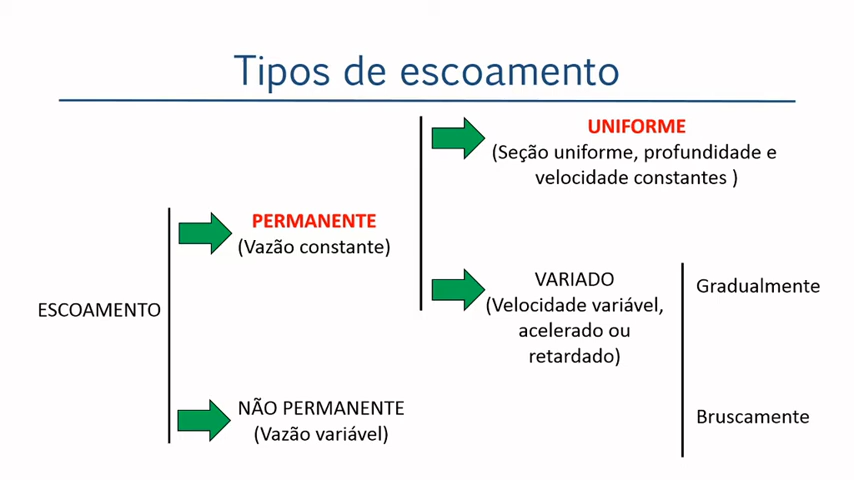 Tipos de escoamento
ESCOAMENTO
PERMANENTE
(Vazão constante)
NÃO PERMANENTE
(Vazão variável)
UNIFORME
(Seção uniforme, profundidade e
velocidade constantes )
VARIADO
(Velocidade variável,
acelerado ou
retardado)
Gradualmente
Bruscamente